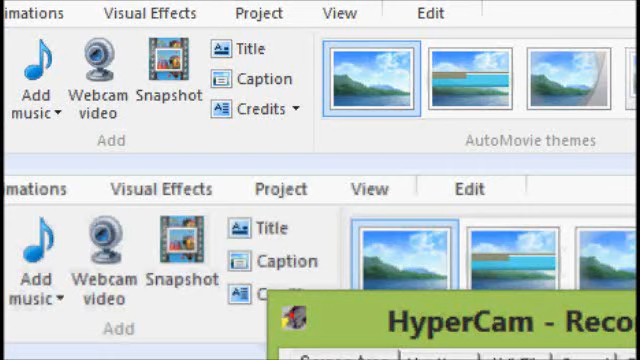 imations Visual Effects Project View Edit
Title
Caption
Add music Webcam video Snapshot
Credits
Add AutoMovie themes
imations Visual Effects Project View Edit
Title
Caption
Add music Webcam video Snapshot
Add
HyperCam - Reco